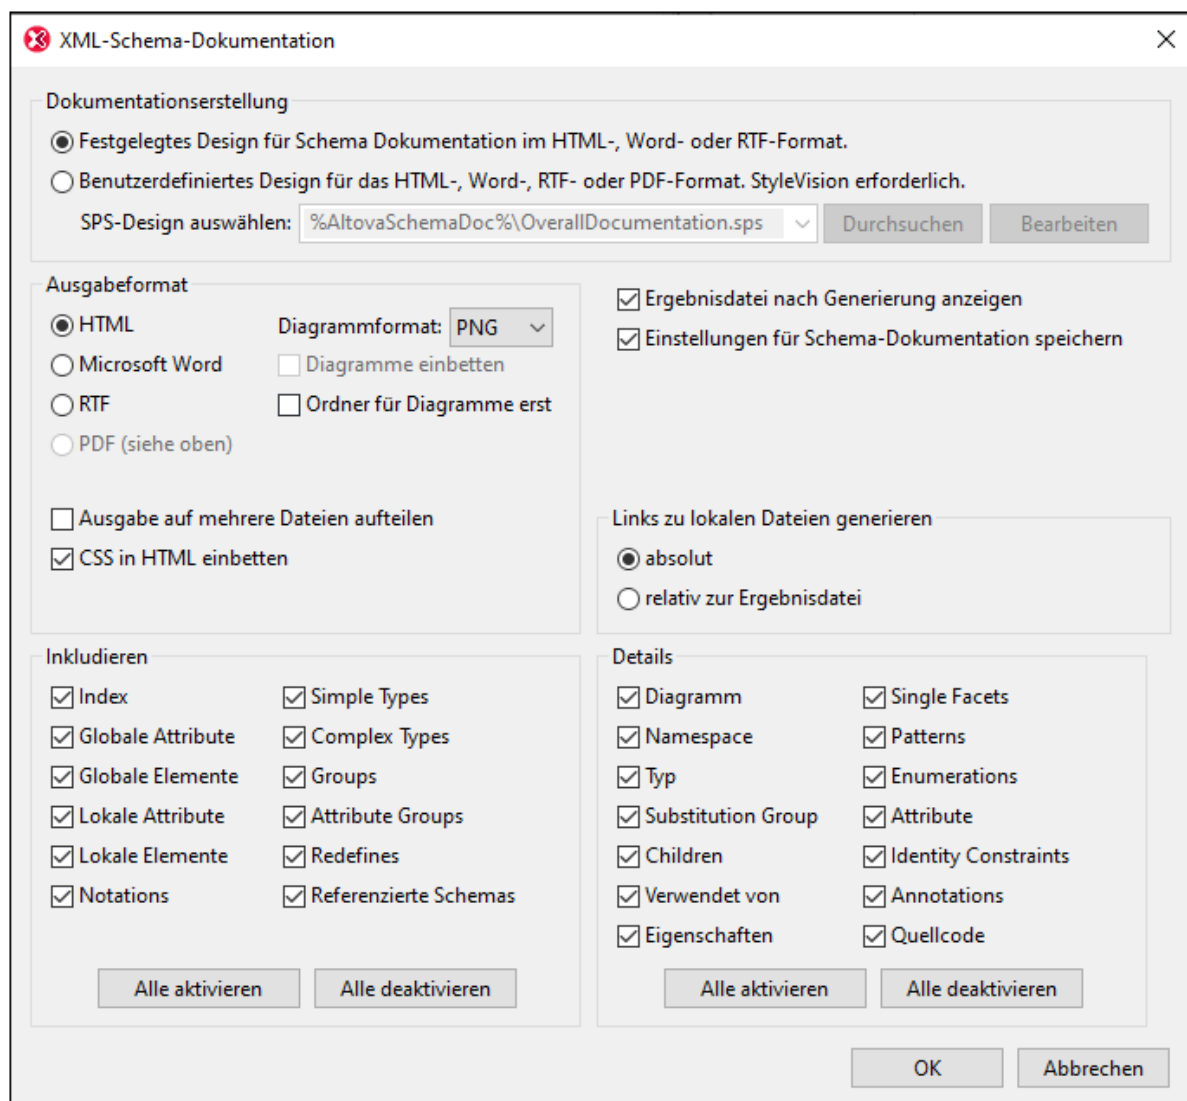 XML-Schema-Dokumentation
Dokumentationserstellung
Festgelegtes Design für Schema Dokumentation im HTML-, Word- oder RTF-Format.
Benutzerdefiniertes Design für das HTML-, Word-, RTF- oder PDF-Format. StyleVision erforderlich.
SPS-Design auswählen: %AltovaSchemaDoc%\OverallDocumentation.sps Durchsuchen Bearbeiten
Ausgabeformat
HTML Diagrammformat: PNG
Microsoft Word Diagramme einbetten
RTF Ordner für Diagramme erst
PDF (siehe oben)
Ausgabe auf mehrere Dateien aufteilen
CSS in HTML einbetten
Ergebnisdatei nach Generierung anzeigen
Einstellungen für Schema-Dokumentation speichern
Links zu lokalen Dateien generieren
absolut
relativ zur Ergebnisdatei
Inkludieren
Index Simple Types
Globale Attribute Complex Types
Globale Elemente Groups
Lokale Attribute Attribute Groups
Lokale Elemente Redefines
Notations Referenzierte Schemas
Alle aktivieren Alle deaktivieren
Details
Diagramm Single Facets
Namespace Patterns
Typ Enumerations
Substitution Group Attribute
Children Identity Constraints
Verwendet von Annotations
Eigenschaften Quellcode
Alle aktivieren Alle deaktivieren
OK Abbrechen